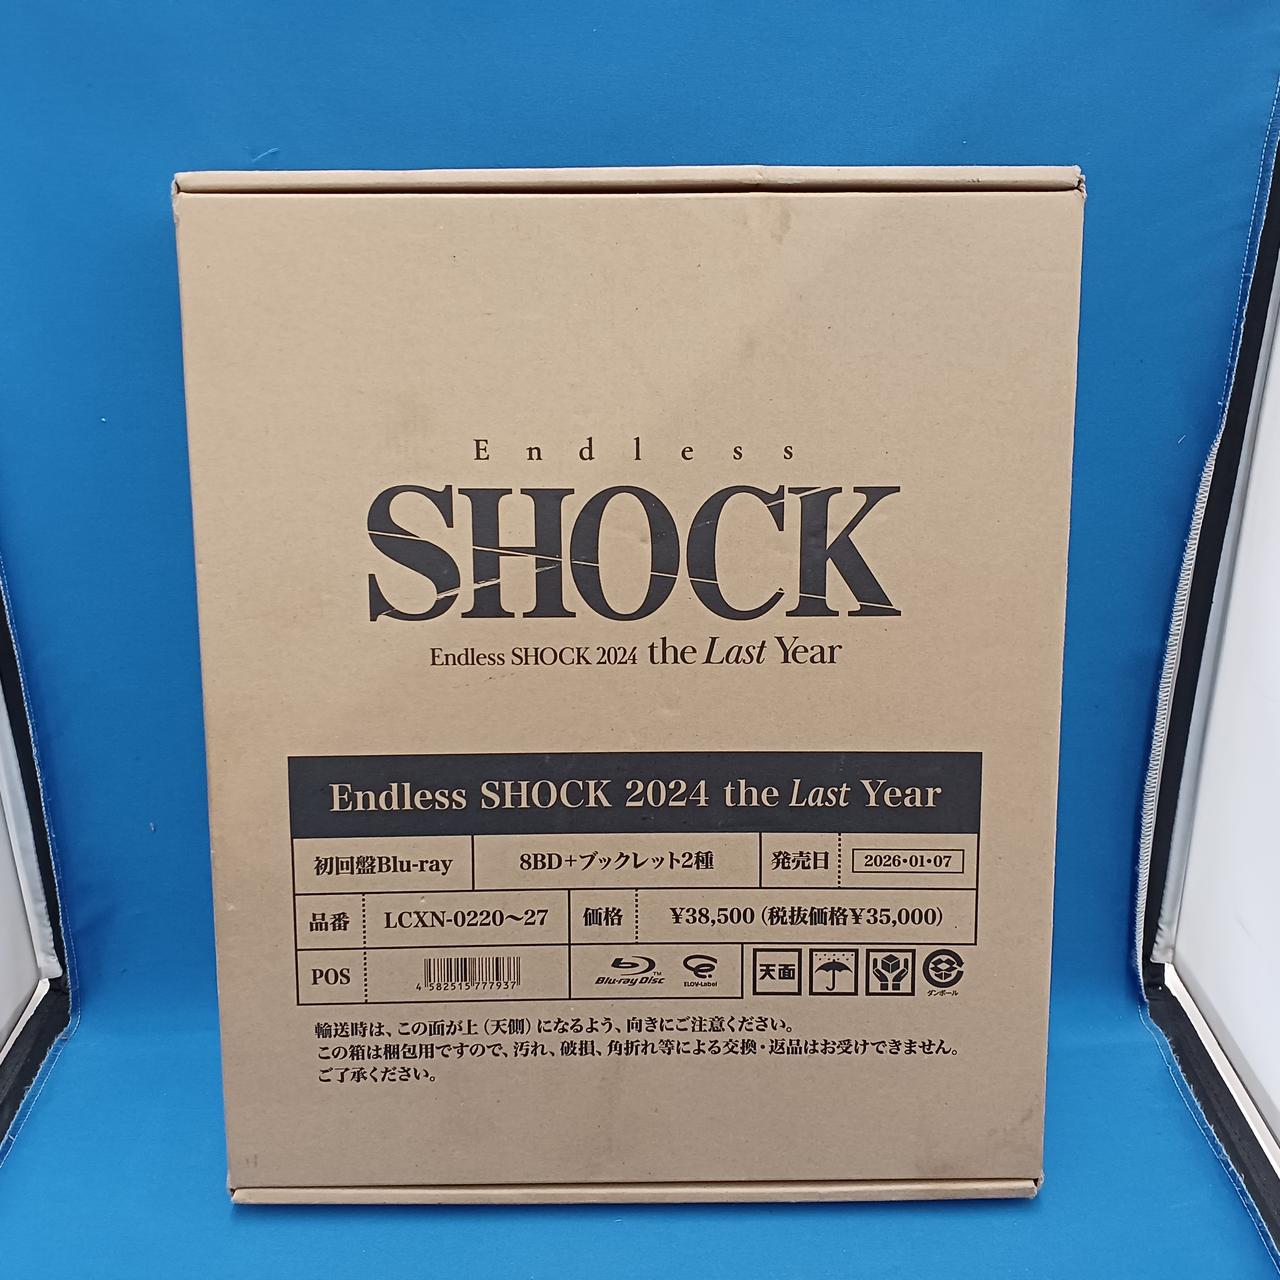 Endless
SHOCK
Endless SHOCK 2024 the Last Year
Endless SHOCK 2024 the Last Year
初回盤Blu-ray 8BD+ブックレット2種 発売日 2026・01・07
品番 LCXN-0220〜27 価格 ¥38,500(税抜価格¥35,000)
POS 4 582515 777937 Blu-ray Disc TM ELOV-Label 天面 ダンボール
輸送時は、この面が上(天側)になるよう、向きにご注意ください。
この箱は梱包用ですので、汚れ、破損、角折れ等による交換・返品はお受けできません。
ご了承ください。